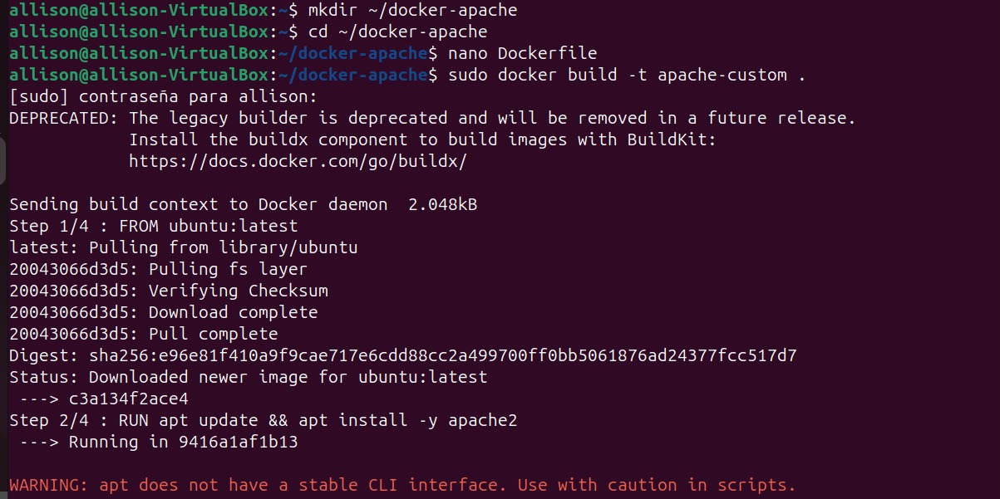 allison@allison-VirtualBox:~$ mkdir ~/docker-apache
allison@allison-VirtualBox:~$ cd ~/docker-apache
allison@allison-VirtualBox:~/docker-apache$ nano Dockerfile
allison@allison-VirtualBox:~/docker-apache$ sudo docker build -t apache-custom .
[sudo] contraseña para allison:
DEPRECATED: The legacy builder is deprecated and will be removed in a future release.
            Install the buildx component to build images with BuildKit:
            https://docs.docker.com/go/buildx/

Sending build context to Docker daemon  2.048kB
Step 1/4 : FROM ubuntu:latest
latest: Pulling from library/ubuntu
20043066d3d5: Pulling fs layer
20043066d3d5: Verifying Checksum
20043066d3d5: Download complete
20043066d3d5: Pull complete
Digest: sha256:e96e81f410a9f9cae717e6cdd88cc2a499700ff0bb5061876ad24377fcc517d7
Status: Downloaded newer image for ubuntu:latest
 ---> c3a134f2ace4
Step 2/4 : RUN apt update && apt install -y apache2
 ---> Running in 9416a1af1b13

WARNING: apt does not have a stable CLI interface. Use with caution in scripts.